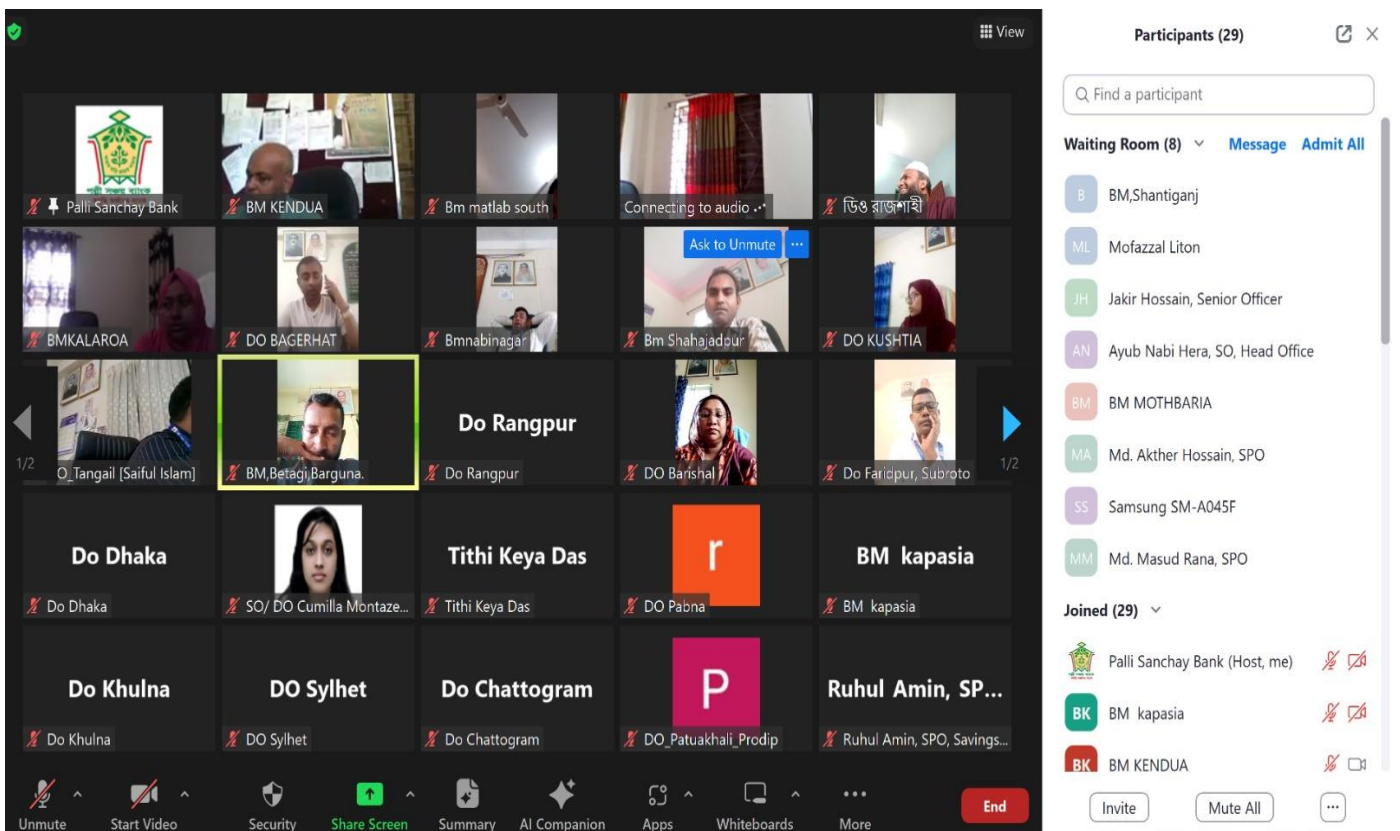 View
পল্লী সঞ্চয় ব্যাংক
Palli Sanchay Bank
BM KENDUA
Bm matlab south
Connecting to audio ..
ডিও রাজশাহী
BMKALAROA
DO BAGERHAT
Bmnabinagar
Ask to Unmute ...
Bm Shahajadpur
DO KUSHTIA
1/2
O_Tangail [Saiful Islam]
BM,Betagi,Barguna.
Do Rangpur
Do Rangpur
DO Barishal
Do Faridpur, Subroto
1/2
Do Dhaka
Do Dhaka
SO/ DO Cumilla Montaze...
Tithi Keya Das
Tithi Keya Das
r
DO Pabna
BM kapasia
BM kapasia
Do Khulna
Do Khulna
DO Sylhet
DO Sylhet
Do Chattogram
Do Chattogram
P
DO_Patuakhali_Prodip
Ruhul Amin, SP...
Ruhul Amin, SPO, Savings...
Unmute
Start Video
Security
Share Screen
Summary
AI Companion
Apps
Whiteboards
More
End
Participants (29)
Find a participant
Waiting Room (8) Message Admit All
B BM,Shantiganj
ML Mofazzal Liton
JH Jakir Hossain, Senior Officer
AN Ayub Nabi Hera, SO, Head Office
BM BM MOTHBARIA
MA Md. Akther Hossain, SPO
SS Samsung SM-A045F
MM Md. Masud Rana, SPO
Joined (29)
Palli Sanchay Bank (Host, me)
BK BM kapasia
BK BM KENDUA
Invite
Mute All
...